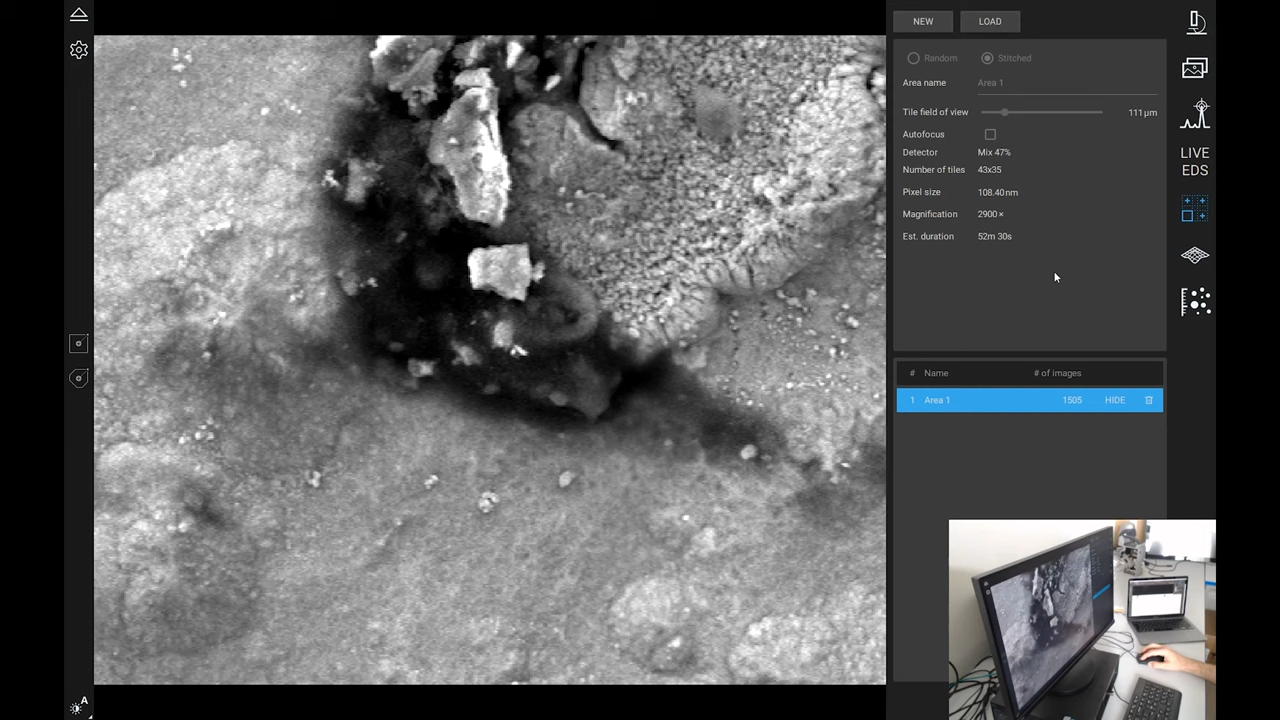 NEW LOAD
Random Stitched
Area name Area 1
Tile field of view 111 µm
Autofocus
Detector Mix 47%
Number of tiles 43x35
Pixel size 108.40 nm
Magnification 2900 ×
Est. duration 52m 30s
# Name # of images
1 Area 1 1505 HIDE
LIVE
EDS
A